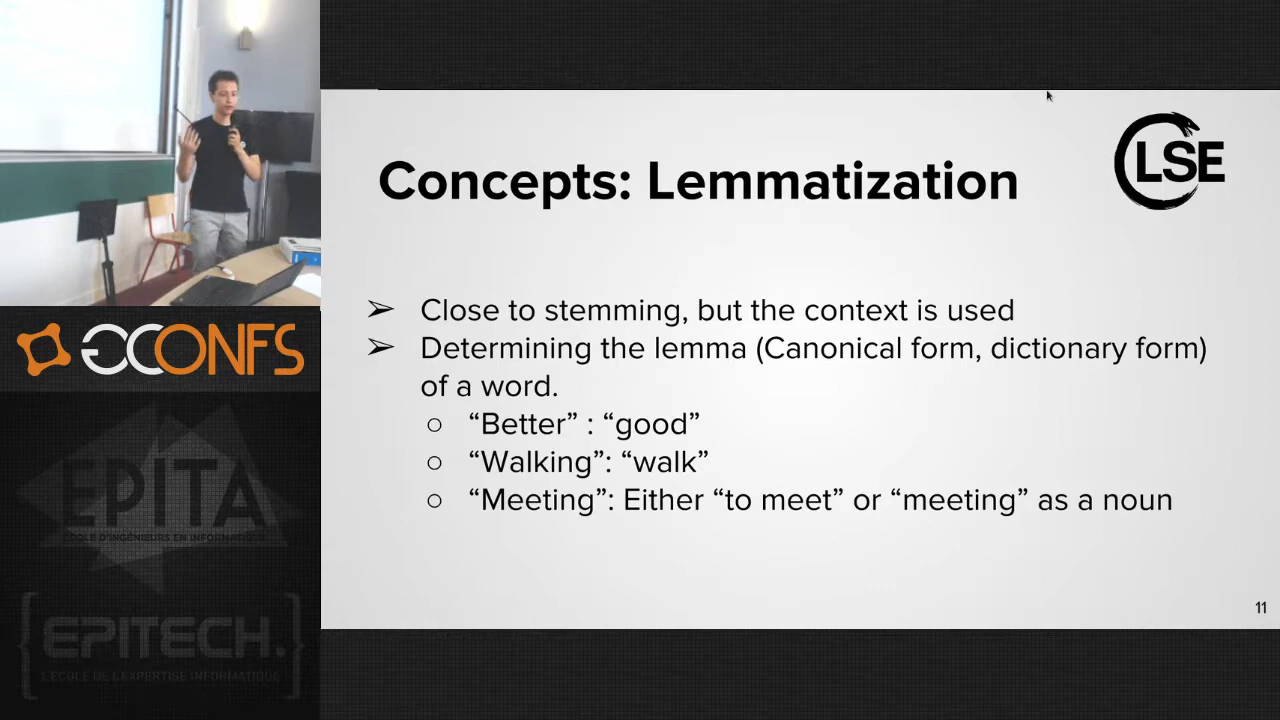 Concepts: Lemmatization
LSE
➢ Close to stemming, but the context is used
➢ Determining the lemma (Canonical form, dictionary form)
of a word.
○ “Better” : “good”
○ “Walking”: “walk”
○ “Meeting”: Either “to meet” or “meeting” as a noun
11
GCONFS
EPITA
ÉCOLE D'INGÉNIEURS EN INFORMATIQUE
{EPITECH.}
L'ÉCOLE DE L'EXPERTISE INFORMATIQUE